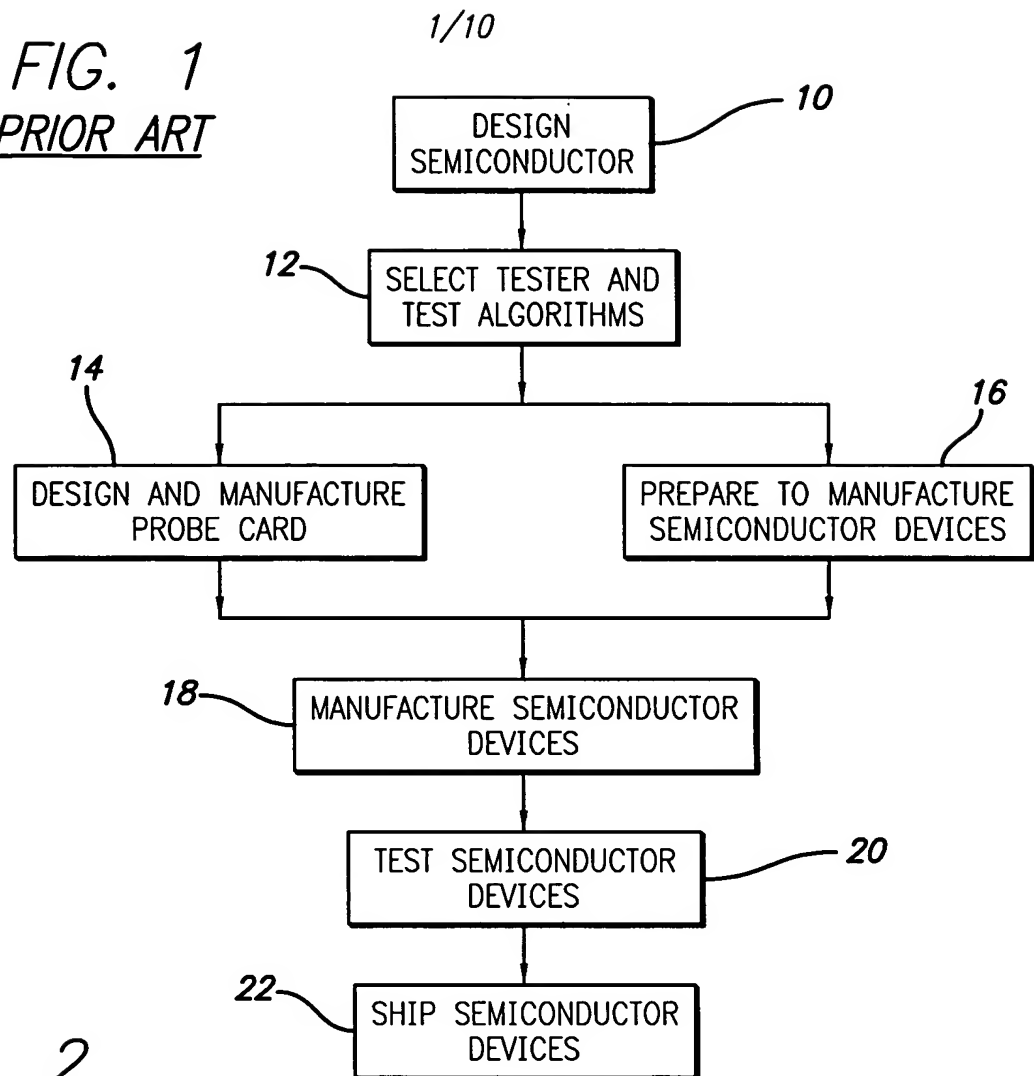 1/10
FIG. 1
PRIOR ART
10
DESIGN
SEMICONDUCTOR
12
SELECT TESTER AND
TEST ALGORITHMS
14
16
DESIGN AND MANUFACTURE
PROBE CARD
PREPARE TO MANUFACTURE
SEMICONDUCTOR DEVICES
18
MANUFACTURE SEMICONDUCTOR
DEVICES
20
TEST SEMICONDUCTOR
DEVICES
22
SHIP SEMICONDUCTOR
DEVICES
2